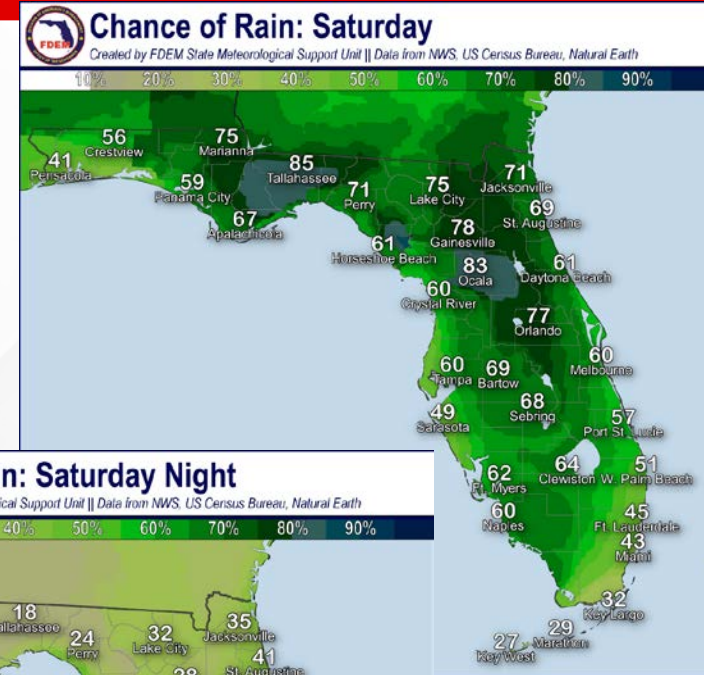 FDEM
Chance of Rain: Saturday
Created by FDEM State Meteorological Support Unit || Data from NWS, US Census Bureau, Natural Earth
10% 20% 30% 40% 50% 60% 70% 80% 90%
56
Crestview
75
Marianna
41
Pensacola
85
Tallahassee
59
Panama City
71
Perry
75
Lake City
71
Jacksonville
67
Apalachicola
69
St. Augustine
78
Gainesville
61
Horseshoe Beach
83
Ocala
61
Daytona Beach
60
Crystal River
77
Orlando
60
Melbourne
60
Tampa
69
Bartow
68
Sebring
49
Sarasota
57
Port St. Lucie
62
Ft. Myers
64
Clewiston
51
W. Palm Beach
60
Naples
45
Ft. Lauderdale
43
Miami
32
Key Largo
29
Marathon
27
Key West
n: Saturday Night
ical Support Unit || Data from NWS, US Census Bureau, Natural Earth
40% 50% 60% 70% 80% 90%
18
allahassee
24
Perry
32
Lake City
35
Jacksonville
41
St. Augustine